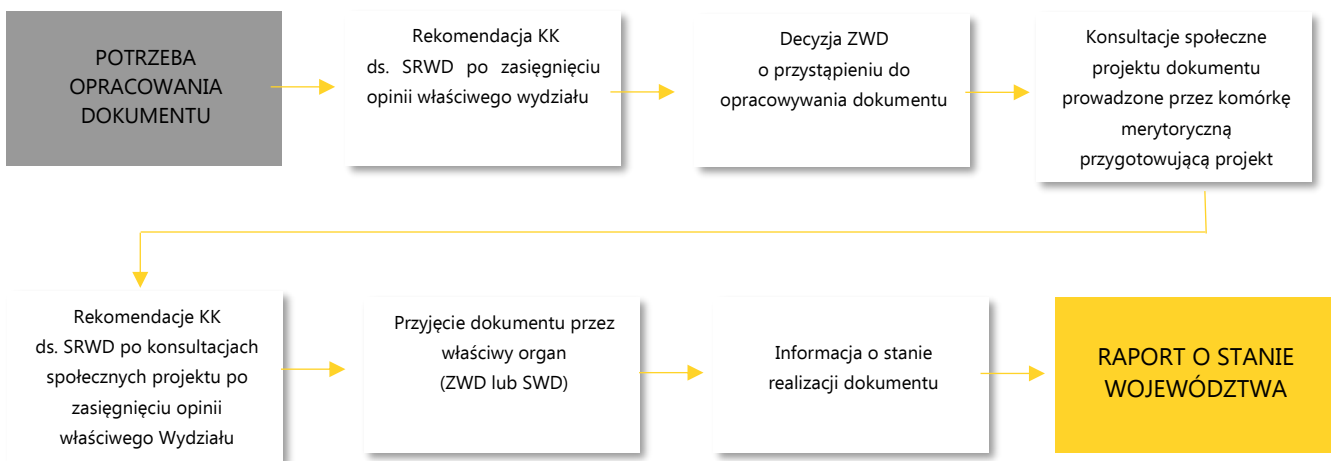 POTRZEBA
OPRACOWANIA
DOKUMENTU
Rekomendacja KK
ds. SRWD po zasięgnięciu
opinii właściwego wydziału
Decyzja ZWD
o przystąpieniu do
opracowywania dokumentu
Konsultacje społeczne
projektu dokumentu
prowadzone przez komórkę
merytoryczną
przygotowującą projekt
Rekomendacje KK
ds. SRWD po konsultacjach
społecznych projektu po
zasięgnięciu opinii
właściwego Wydziału
Przyjęcie dokumentu przez
właściwy organ
(ZWD lub SWD)
Informacja o stanie
realizacji dokumentu
RAPORT O STANIE
WOJEWÓDZTWA